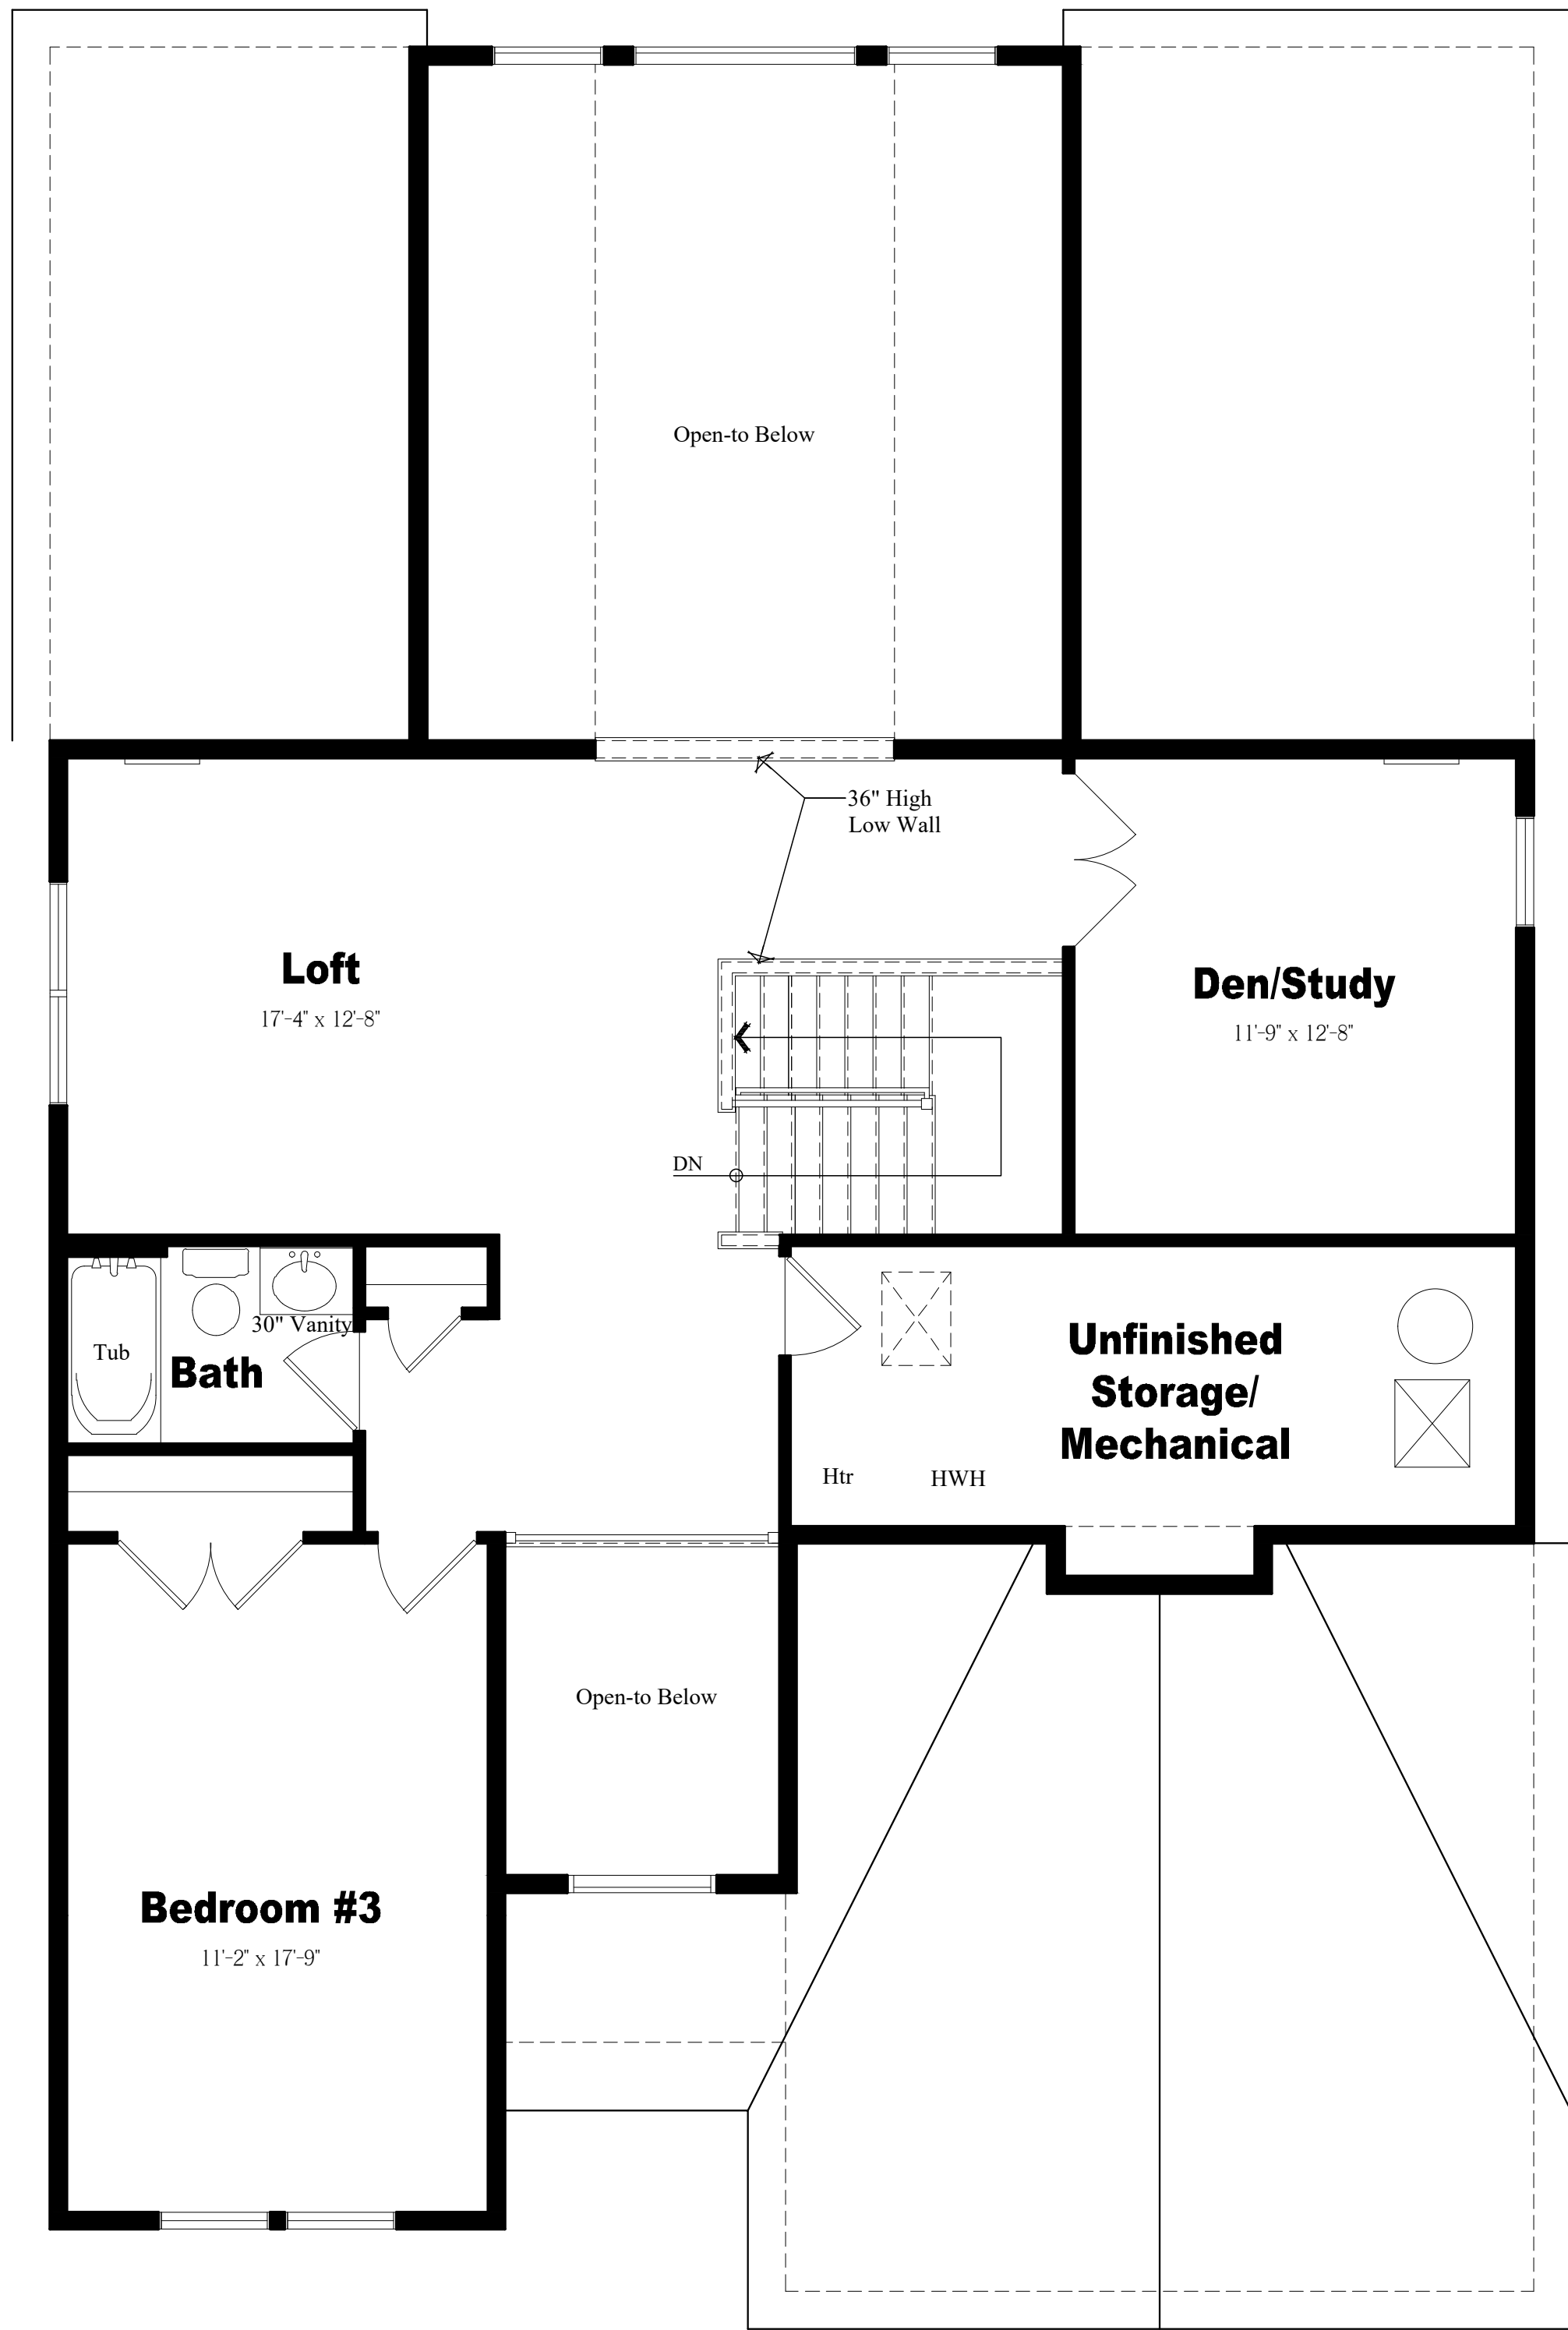 Open-to Below
36" High
Low Wall
Loft
17'-4" x 12'-8"
Den/Study
11'-9" x 12'-8"
DN
30" Vanity
Tub
Bath
Unfinished
Storage/
Mechanical
Htr
HWH
Open-to Below
Bedroom #3
11'-2" x 17'-9"